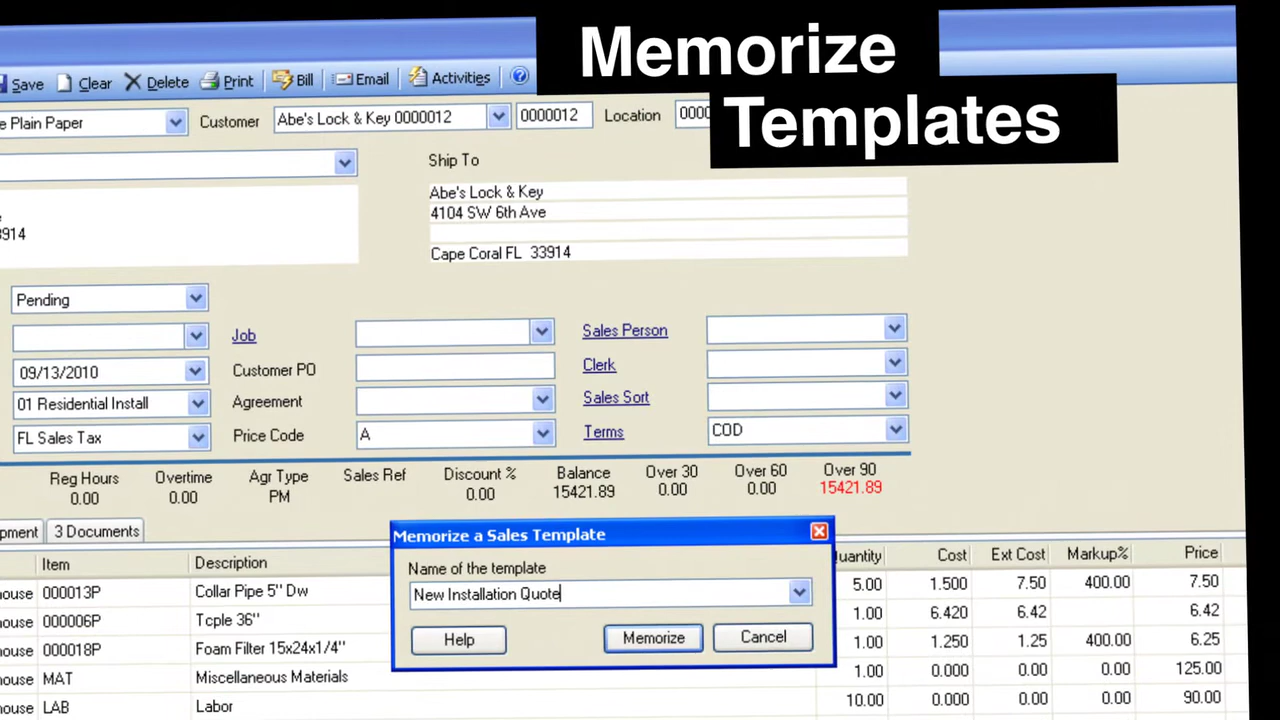 Memorize
Templates
Save Clear Delete Print Bill Email Activities
e Plain Paper Customer Abe's Lock & Key 0000012 0000012 Location 0000
Ship To
Abe's Lock & Key
4104 SW 6th Ave
3914
Cape Coral FL 33914
Pending
Job Sales Person
09/13/2010 Customer PO Clerk
01 Residential Install Agreement Sales Sort
FL Sales Tax Price Code A Terms COD
Reg Hours Overtime Agr Type Sales Ref Discount % Balance Over 30 Over 60 Over 90
0.00 0.00 PM 0.00 15421.89 0.00 0.00 15421.89
pment 3 Documents
Memorize a Sales Template
Name of the template
New Installation Quote
Help Memorize Cancel
Item Description uantity Cost Ext Cost Markup% Price
house 000013P Collar Pipe 5" Dw 5.00 1.500 7.50 400.00 7.50
house 000006P Tcple 36" 1.00 6.420 6.42 6.42
house 000018P Foam Filter 15x24x1/4" 1.00 1.250 1.25 400.00 6.25
house MAT Miscellaneous Materials 1.00 0.000 0.00 0.00 125.00
house LAB Labor 10.00 0.000 0.00 0.00 90.00